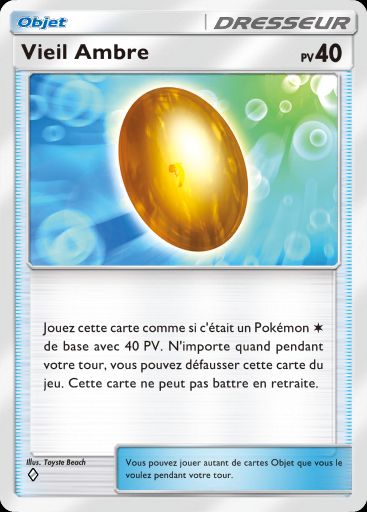 Objet
DRESSEUR
Vieil Ambre
PV40
Jouez cette carte comme si c'était un Pokémon ✶
de base avec 40 PV. N'importe quand pendant
votre tour, vous pouvez défausser cette carte du
jeu. Cette carte ne peut pas battre en retraite.
Illus. Toyste Beach
Vous pouvez jouer autant de cartes Objet que vous le
voulez pendant votre tour.